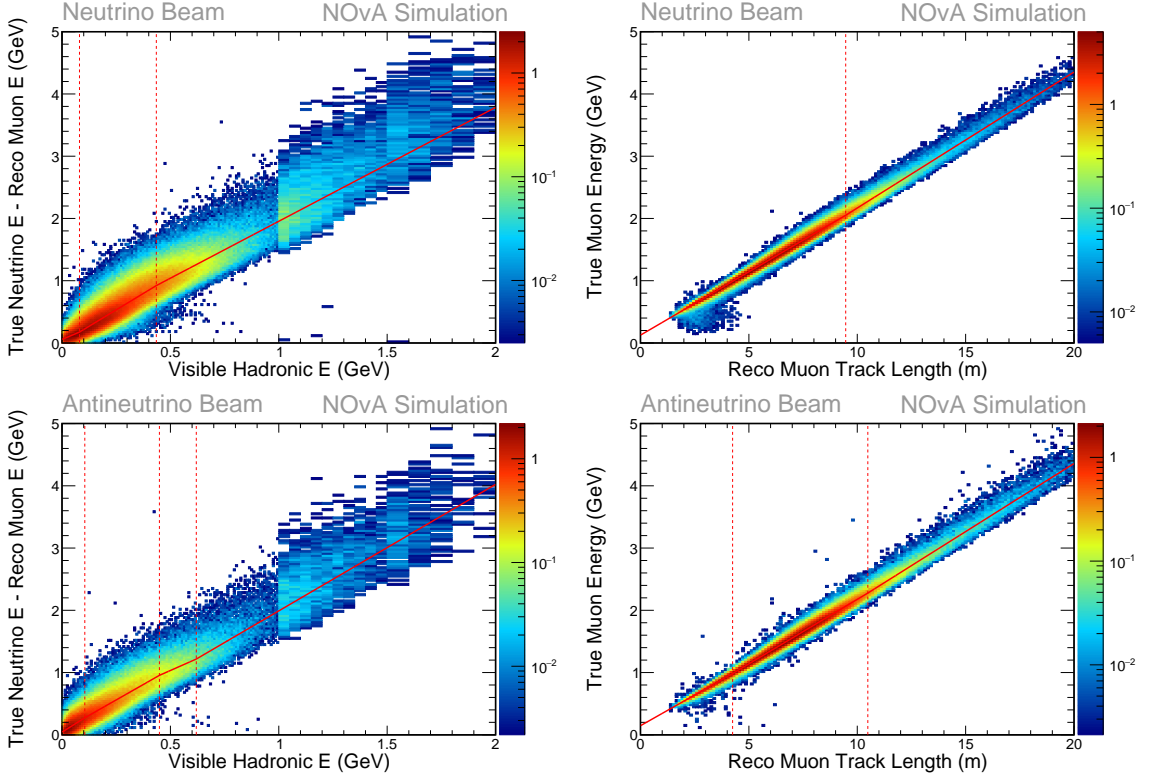 Neutrino Beam NOvA Simulation
True Neutrino E - Reco Muon E (GeV)
5
4
3
2
1
0
0 0.5 1 1.5 2
Visible Hadronic E (GeV)
1
10⁻¹
10⁻²
Neutrino Beam NOvA Simulation
True Muon Energy (GeV)
5
4
3
2
1
0
0 5 10 15 20
Reco Muon Track Length (m)
1
10⁻¹
10⁻²
Antineutrino Beam NOvA Simulation
True Neutrino E - Reco Muon E (GeV)
5
4
3
2
1
0
0 0.5 1 1.5 2
Visible Hadronic E (GeV)
1
10⁻¹
10⁻²
Antineutrino Beam NOvA Simulation
True Muon Energy (GeV)
5
4
3
2
1
0
0 5 10 15 20
Reco Muon Track Length (m)
1
10⁻¹
10⁻²